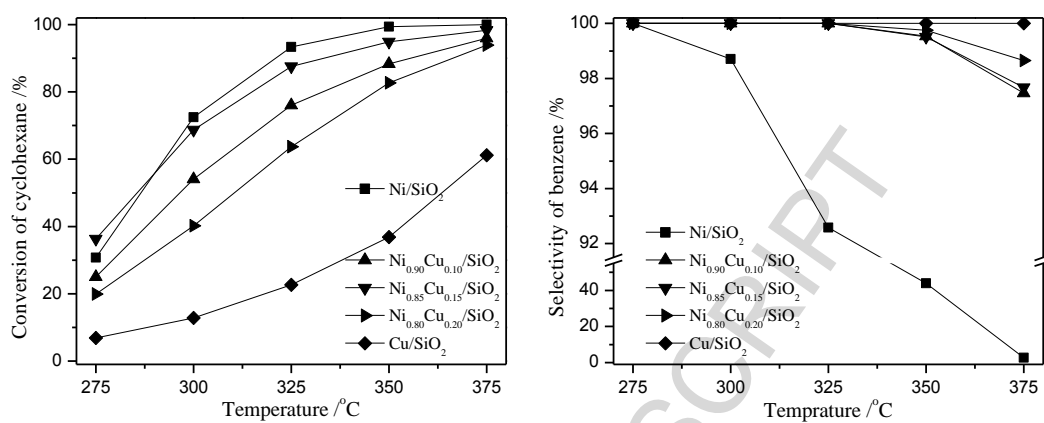 Conversion of cyclohexane /%
100
80
60
40
20
0
Ni/SiO2
Ni0.90Cu0.10/SiO2
Ni0.85Cu0.15/SiO2
Ni0.80Cu0.20/SiO2
Cu/SiO2
275 300 325 350 375
Temperature /°C
Selectivity of benzene /%
100
98
96
94
92
40
20
0
Ni/SiO2
Ni0.90Cu0.10/SiO2
Ni0.85Cu0.15/SiO2
Ni0.80Cu0.20/SiO2
Cu/SiO2
275 300 325 350 375
Temprature /°C
SCRIPT